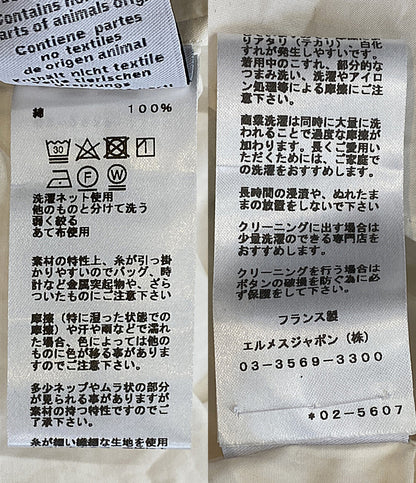 Contains non-textile
arts of animals orig
Contiene partes
no textiles
de origen animal
hält nicht textile
綿 100%
30
F
W
洗濯ネット使用
他のものと分けて洗う
弱く絞る
あて布使用
素材の特性上、糸が引っ掛
かりやすいのでバッグ、時
計など金属突起物や、ざら
ついたものにご注意下さい
摩擦（特に湿った状態での
摩擦）や汗や雨などで濡れ
た場合、色によっては他の
ものに色が移る事がありま
すのでご注意下さい
多少ネップやムラ状の部分
が見られる事がありますが
素材の持つ特性ですのでご
了承下さい
糸が細い繊細な生地を使用
りアタリ（テカリ）、白化
すれが発生しやすいです。
着用中のこすれ、部分的な
つまみ洗い、洗濯やアイロ
ン処理等による摩擦にご注
意下さい。
商業洗濯は同時に大量に洗
われることで過度な摩擦が
加わります。長くご愛用い
ただくためには、ご家庭で
の洗濯をおすすめします。
長時間の浸漬や、ぬれたま
まの放置をしないで下さい
クリーニングに出す場合は
少量洗濯のできる専門店を
おすすめします。
クリーニングを行う場合は
ボタンの破損を防ぐ為に必
ず保護をして下さい。
フランス製
エルメスジャポン（株）
03-3569-3300
*02-5607